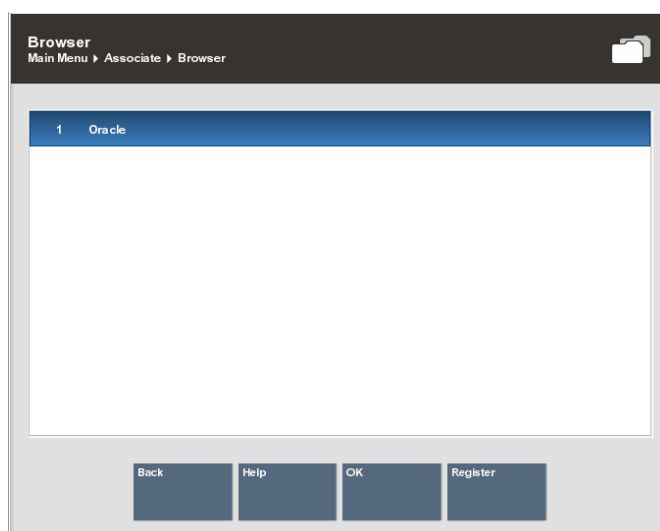 Browser
Main Menu ▸ Associate ▸ Browser
1 Oracle
Back Help OK Register